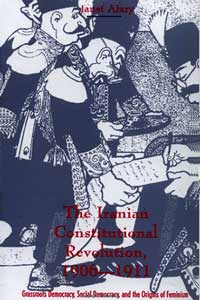 Janet Afary
The Iranian
Constitutional
Revolution,
1906—1911
Grassroots Democracy, Social Democracy, and the Origins of Feminism